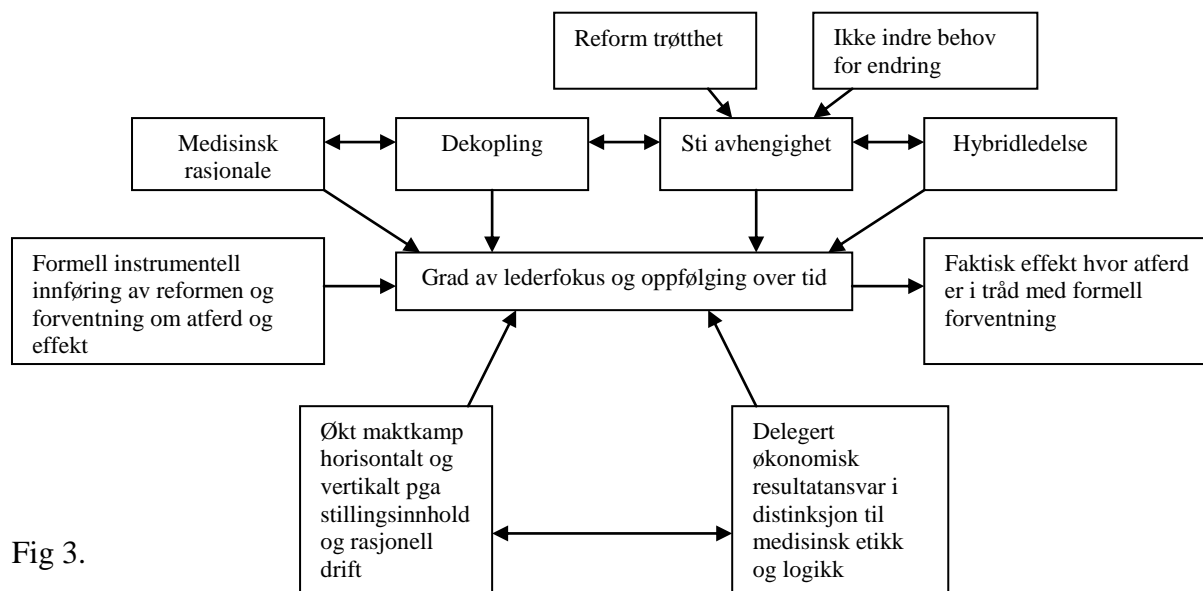 Reform trøtthet
Ikke indre behov
for endring
Medisinsk
rasjonale
Dekopling
Sti avhengighet
Hybridledelse
Formell instrumentell
innføring av reformen og
forventning om atferd og
effekt
Grad av lederfokus og oppfølging over tid
Faktisk effekt hvor atferd
er i tråd med formell
forventning
Økt maktkamp
horisontalt og
vertikalt pga
stillingsinnhold
og rasjonell
drift
Delegert
økonomisk
resultatansvar i
distinksjon til
medisinsk etikk
og logikk
Fig 3.